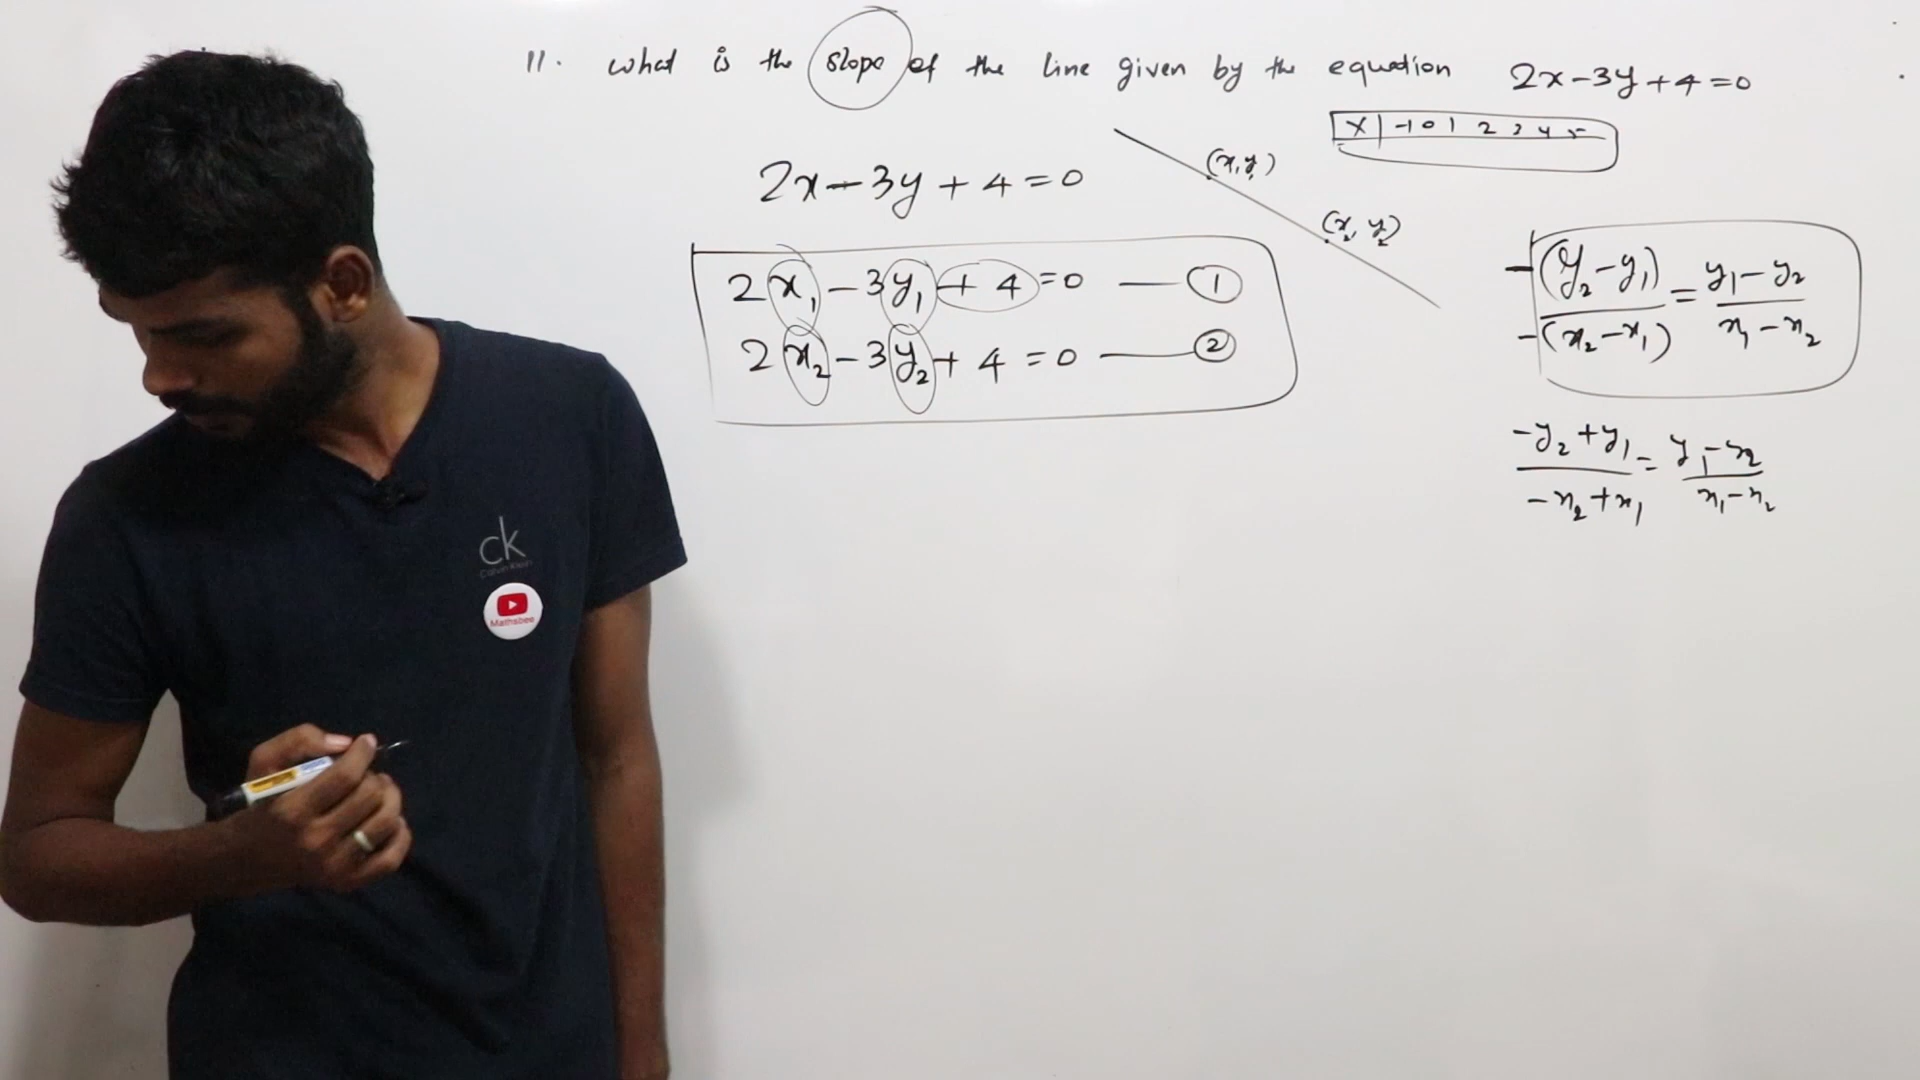 11. what is the slope of the line given by the equation 2x-3y+4=0
X -1 0 1 2 3 4 5
(x₁ y₁)
2x-3y+4=0
(x₂, y₂)
2x₁-3y₁+4=0 — ①
2x₂-3y₂+4=0 — ②
-(y₂-y₁)/-(x₂-x₁) = y₁-y₂/x₁-x₂
-y₂+y₁/-x₂+x₁ = y₁-y₂/x₁-x₂
ck
Calvin Klein
Mathsbee